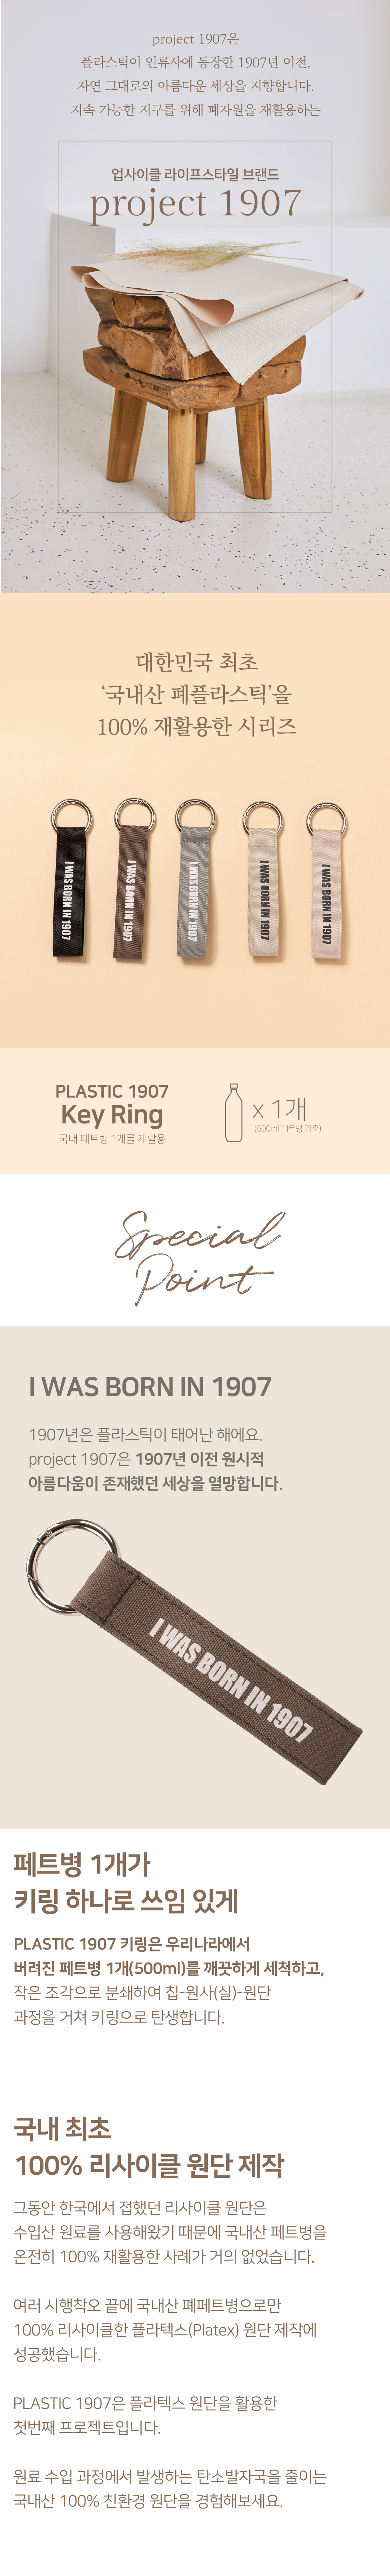 project 1907은
플라스틱이 인류사에 등장한 1907년 이전,
자연 그대로의 아름다운 세상을 지향합니다.
지속 가능한 지구를 위해 폐자원을 재활용하는
업사이클 라이프스타일 브랜드
project 1907
대한민국 최초
‘국내산 폐플라스틱’을
100% 재활용한 시리즈
I WAS BORN IN 1907
I WAS BORN IN 1907
I WAS BORN IN 1907
I WAS BORN IN 1907
I WAS BORN IN 1907
PLASTIC 1907
Key Ring
국내 페트병 1개를 재활용
x 1개
(500ml 페트병 기준)
Special
Point
I WAS BORN IN 1907
1907년은 플라스틱이 태어난 해에요.
project 1907은 1907년 이전 원시적
아름다움이 존재했던 세상을 열망합니다.
I WAS BORN IN 1907
페트병 1개가
키링 하나로 쓰임 있게
PLASTIC 1907 키링은 우리나라에서
버려진 페트병 1개(500ml)를 깨끗하게 세척하고,
작은 조각으로 분쇄하여 칩-원사(실)-원단
과정을 거쳐 키링으로 탄생합니다.
국내 최초
100% 리사이클 원단 제작
그동안 한국에서 접했던 리사이클 원단은
수입산 원료를 사용해왔기 때문에 국내산 페트병을
온전히 100% 재활용한 사례가 거의 없었습니다.
여러 시행착오 끝에 국내산 폐페트병으로만
100% 리사이클한 플라텍스(Platex) 원단 제작에
성공했습니다.
PLASTIC 1907은 플라텍스 원단을 활용한
첫번째 프로젝트입니다.
원료 수입 과정에서 발생하는 탄소발자국을 줄이는
국내산 100% 친환경 원단을 경험해보세요.